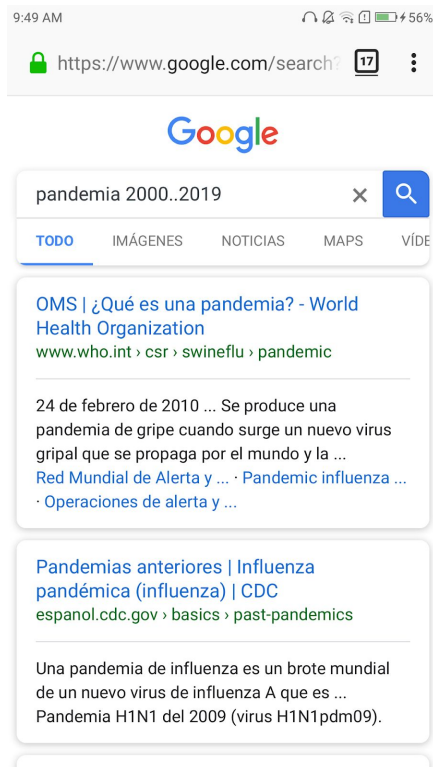 9:49 AM 56%
https://www.google.com/search? 17
Google
pandemia 2000..2019
TODO IMÁGENES NOTICIAS MAPS VÍDE
OMS | ¿Qué es una pandemia? - World
Health Organization
www.who.int › csr › swineflu › pandemic
24 de febrero de 2010 ... Se produce una
pandemia de gripe cuando surge un nuevo virus
gripal que se propaga por el mundo y la ...
Red Mundial de Alerta y ... · Pandemic influenza ...
· Operaciones de alerta y ...
Pandemias anteriores | Influenza
pandémica (influenza) | CDC
espanol.cdc.gov › basics › past-pandemics
Una pandemia de influenza es un brote mundial
de un nuevo virus de influenza A que es ...
Pandemia H1N1 del 2009 (virus H1N1pdm09).